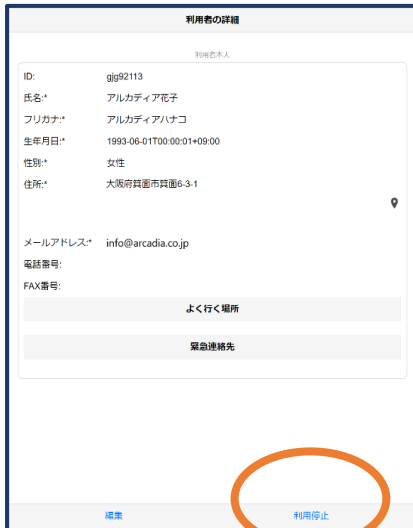 利用者の詳細
利用者本人
ID: gjg92113
氏名:* アルカディア花子
フリガナ:* アルカディアハナコ
生年月日:* 1993-06-01T00:00:01+09:00
性別:* 女性
住所:* 大阪府箕面市箕面6-3-1
メールアドレス:* info@arcadia.co.jp
電話番号:
FAX番号:
よく行く場所
緊急連絡先
編集 利用停止